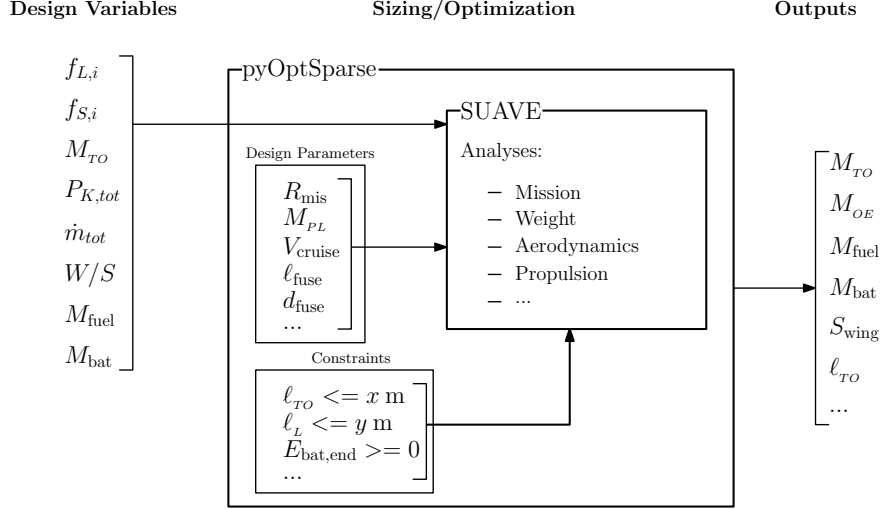 Design Variables
Sizing/Optimization
Outputs
f_{L,i}
f_{S,i}
M_{TO}
P_{K,tot}
ṁ_{tot}
W/S
M_{fuel}
M_{bat}
pyOptSparse
SUAVE
Analyses:
– Mission
– Weight
– Aerodynamics
– Propulsion
– ...
Design Parameters
R_{mis}
M_{PL}
V_{cruise}
ℓ_{fuse}
d_{fuse}
...
Constraints
ℓ_{TO} <= x m
ℓ_{L} <= y m
E_{bat,end} >= 0
...
M_{TO}
M_{OE}
M_{fuel}
M_{bat}
S_{wing}
ℓ_{TO}
...